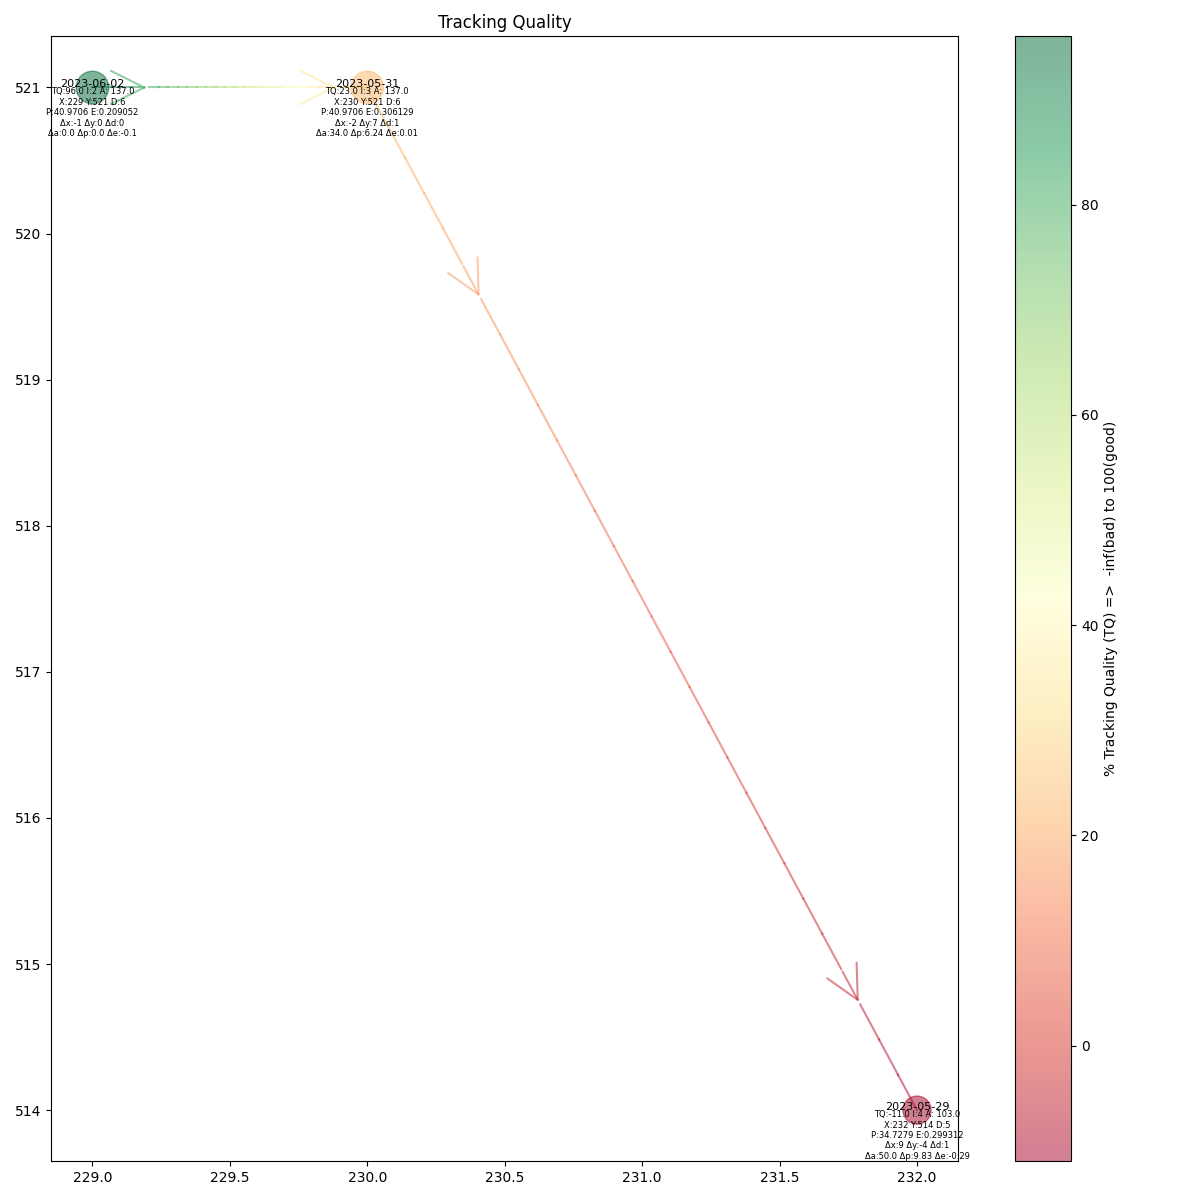 Tracking Quality
521
520
519
518
517
516
515
514
2023-06-02
TQ:96.0 I:2 A: 137.0
X:229 Y:521 D:6
P:40.9706 E:0.209052
Δx:-1 Δy:0 Δd:0
Δa:0.0 Δp:0.0 Δe:-0.1
2023-05-31
TQ:23.0 I:3 A: 137.0
X:230 Y:521 D:6
P:40.9706 E:0.306129
Δx:-2 Δy:7 Δd:1
Δa:34.0 Δp:6.24 Δe:0.01
2023-05-29
TQ:-11.0 I:4 A: 103.0
X:232 Y:514 D:5
P:34.7279 E:0.299312
Δx:9 Δy:-4 Δd:1
Δa:50.0 Δp:9.83 Δe:-0.29
229.0 229.5 230.0 230.5 231.0 231.5 232.0
80
60
40
20
0
% Tracking Quality (TQ) => -inf(bad) to 100(good)